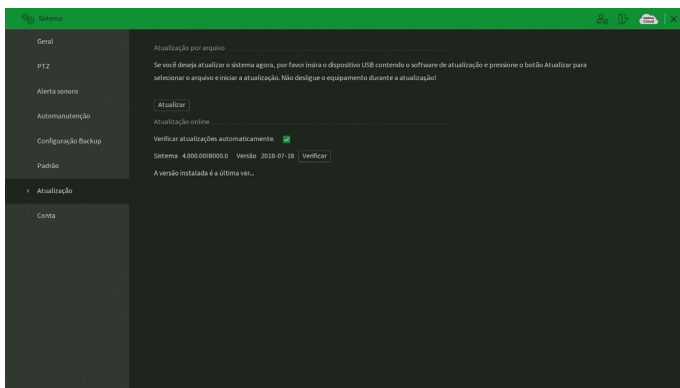 Sistema
Geral
PTZ
Alerta sonoro
Automanutenção
Configuração Backup
Padrão
> Atualização
Conta
Atualização por arquivo
Se você deseja atualizar o sistema agora, por favor insira o dispositivo USB contendo o software de atualização e pressione o botão Atualizar para
selecionar o arquivo e iniciar a atualização. Não desligue o equipamento durante a atualização!
Atualizar
Atualização online
Verificar atualizações automaticamente.
Sistema 4.000.00IB000.0 Versão 2018-07-18 Verificar
A versão instalada é a última ver...